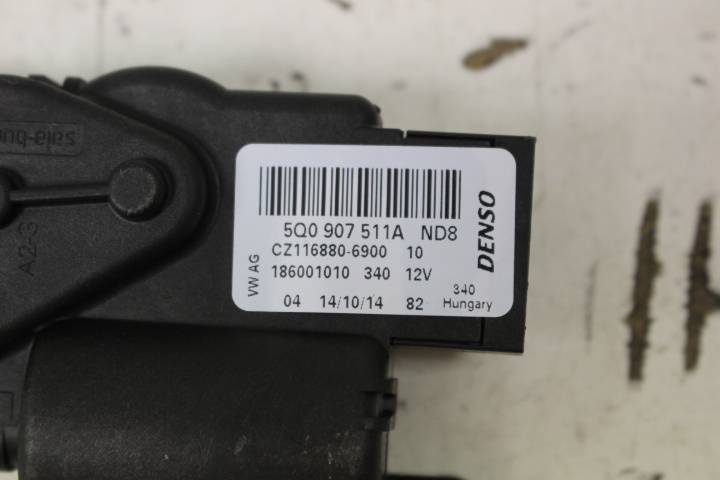 5Q0 907 511A ND8
CZ116880-6900 10
186001010 340 12V
04 14/10/14 82
340
Hungary
VW AG
DENSO
A2-3